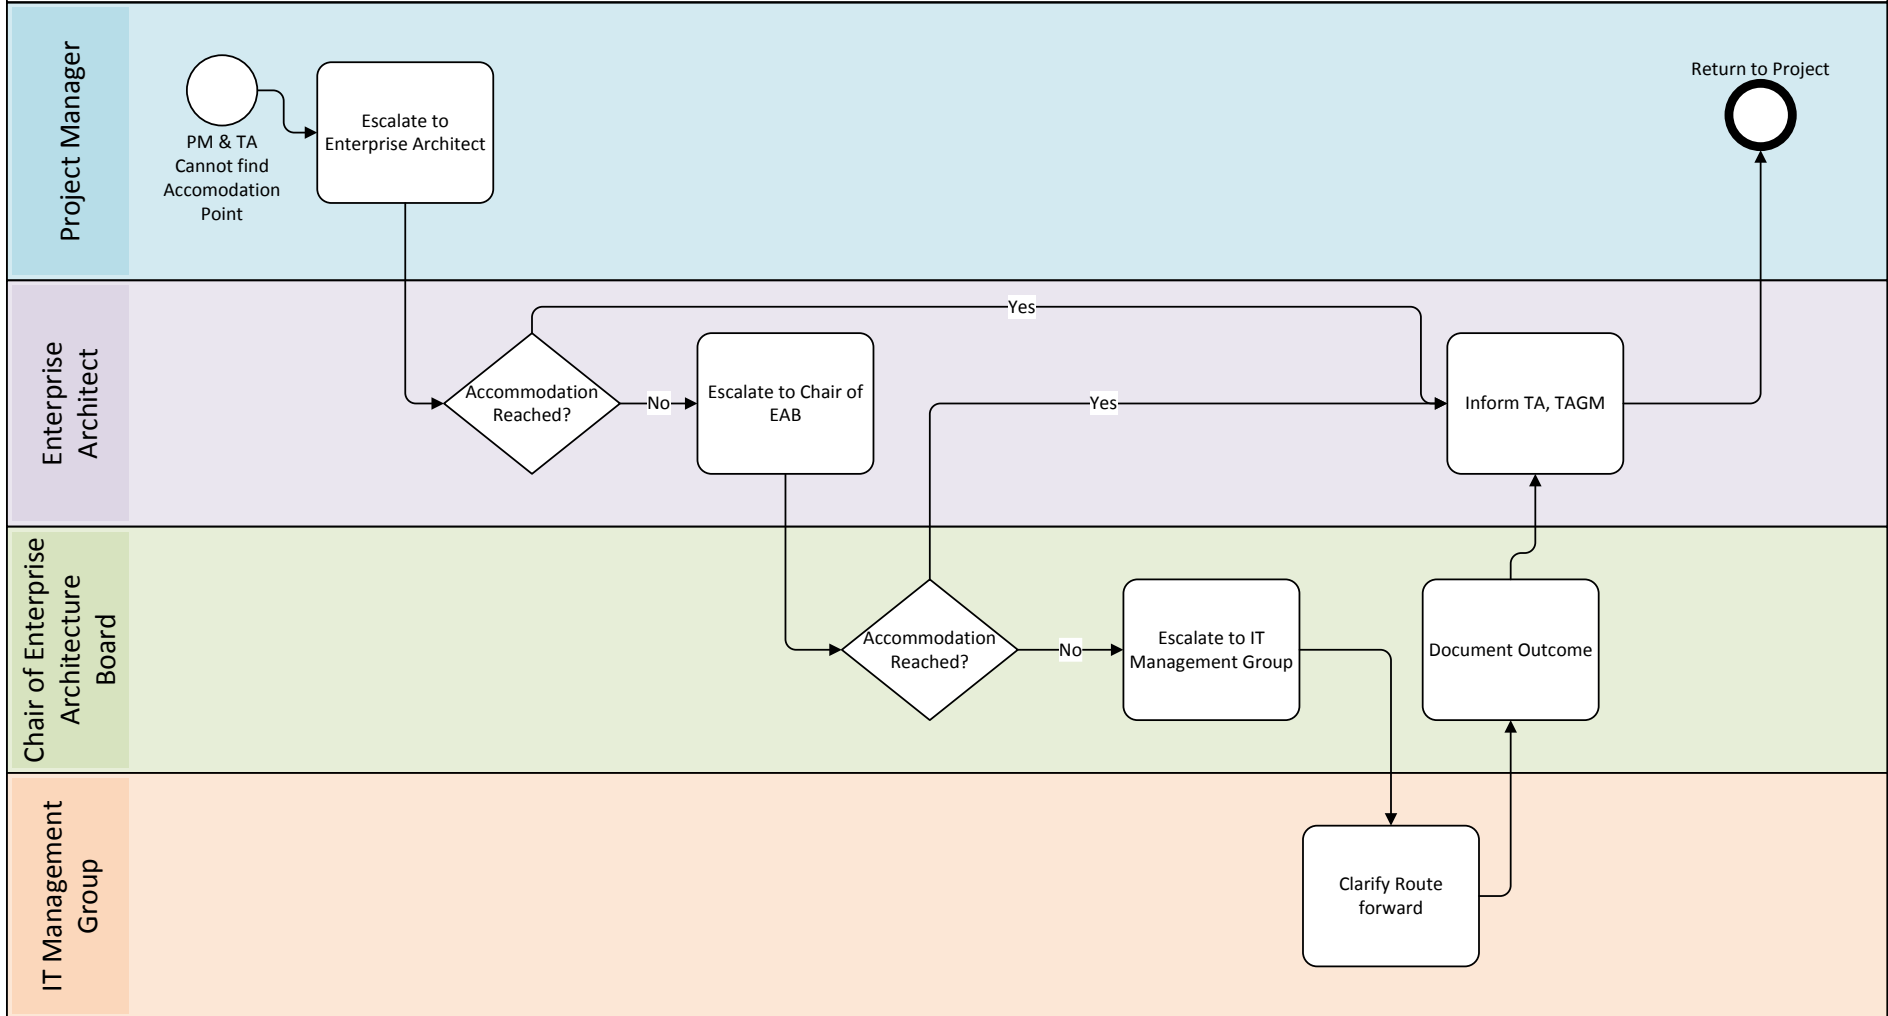 Project Manager
PM & TA
Cannot find
Accomodation
Point
Escalate to
Enterprise Architect
Return to Project
Enterprise
Architect
Accommodation
Reached?
No
Escalate to Chair of
EAB
Yes
Yes
Inform TA, TAGM
Chair of Enterprise
Architecture
Board
Accommodation
Reached?
No
Escalate to IT
Management Group
Document Outcome
IT Management
Group
Clarify Route
forward